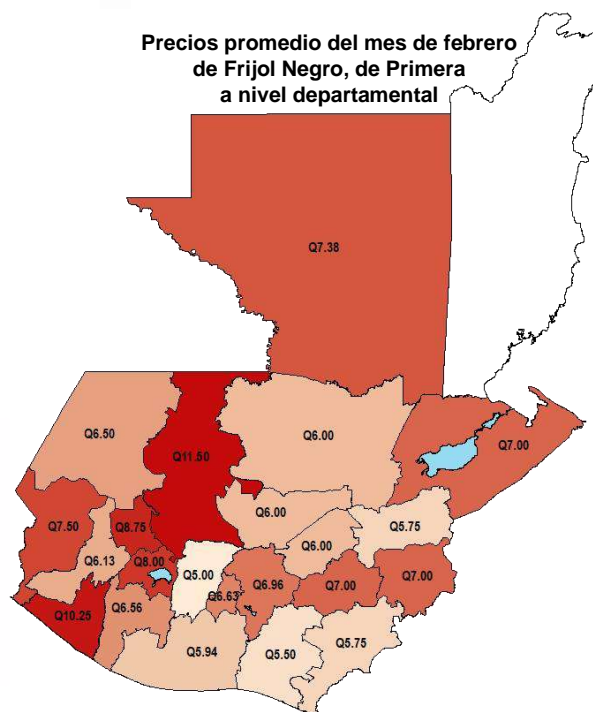 Precios promedio del mes de febrero
de Frijol Negro, de Primera
a nivel departamental
Q7.38
Q6.50
Q6.00
Q11.50
Q7.00
Q7.50
Q8.75
Q6.00
Q5.75
Q6.13
Q8.00
Q6.00
Q5.00
Q6.63
Q6.96
Q7.00
Q7.00
Q10.25
Q6.56
Q5.94
Q5.50
Q5.75